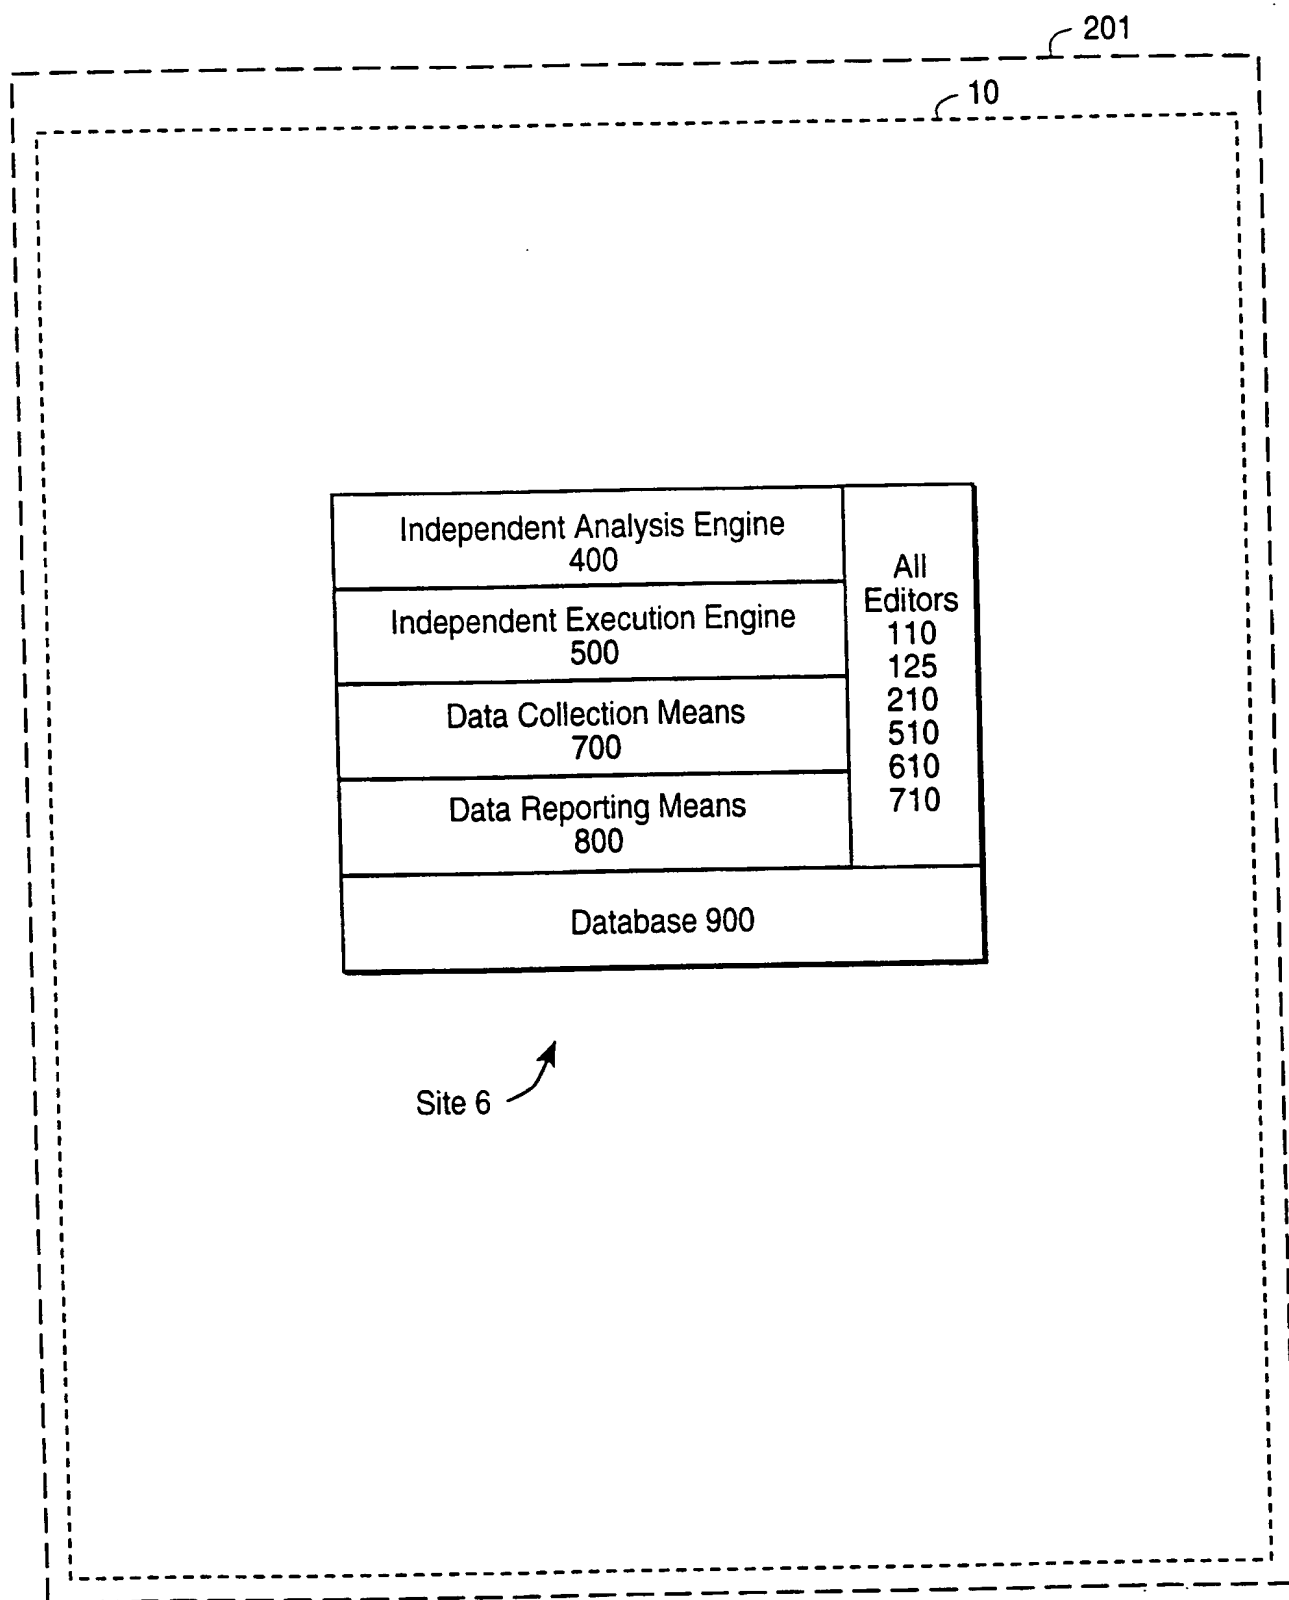 201
10
Independent Analysis Engine
400
Independent Execution Engine
500
Data Collection Means
700
Data Reporting Means
800
All
Editors
110
125
210
510
610
710
Database 900
Site 6